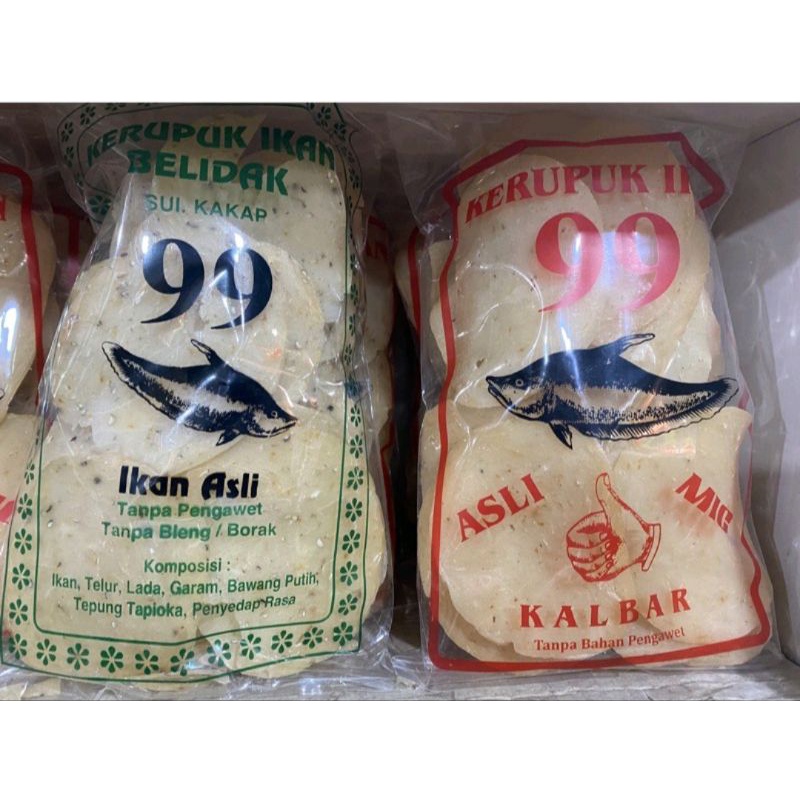 KERUPUK IKAN
BELIDAK
SUI. KAKAP
99
Ikan Asli
Tanpa Pengawet
Tanpa Bleng / Borak
Komposisi :
Ikan, Telur, Lada, Garam, Bawang Putih,
Tepung Tapioka, Penyedap Rasa
KERUPUK
99
ASLI
KALBAR
Tanpa Bahan Pengawet